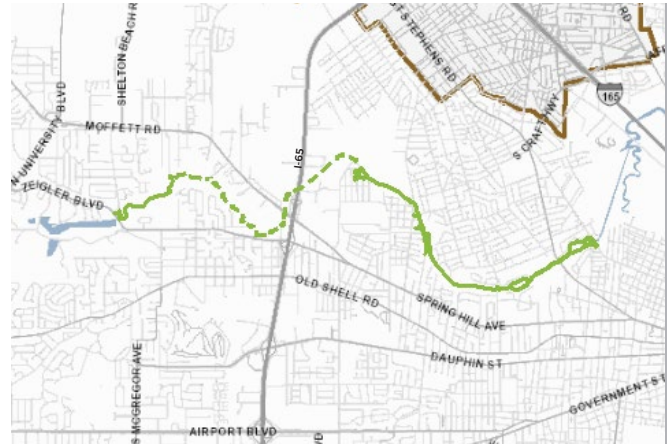 SHELTON BEACH R
ST STEPHENS RD
RD
N UNIVERSITY BLVD
165
MOFFETT RD
S CRAFT HWY
I-65
ZEIGLER BLVD
OLD SHELL RD
SPRING HILL AVE
DAUPHIN ST
S MCGREGOR AVE
GOVERNMENT ST
AIRPORT BLVD
VD